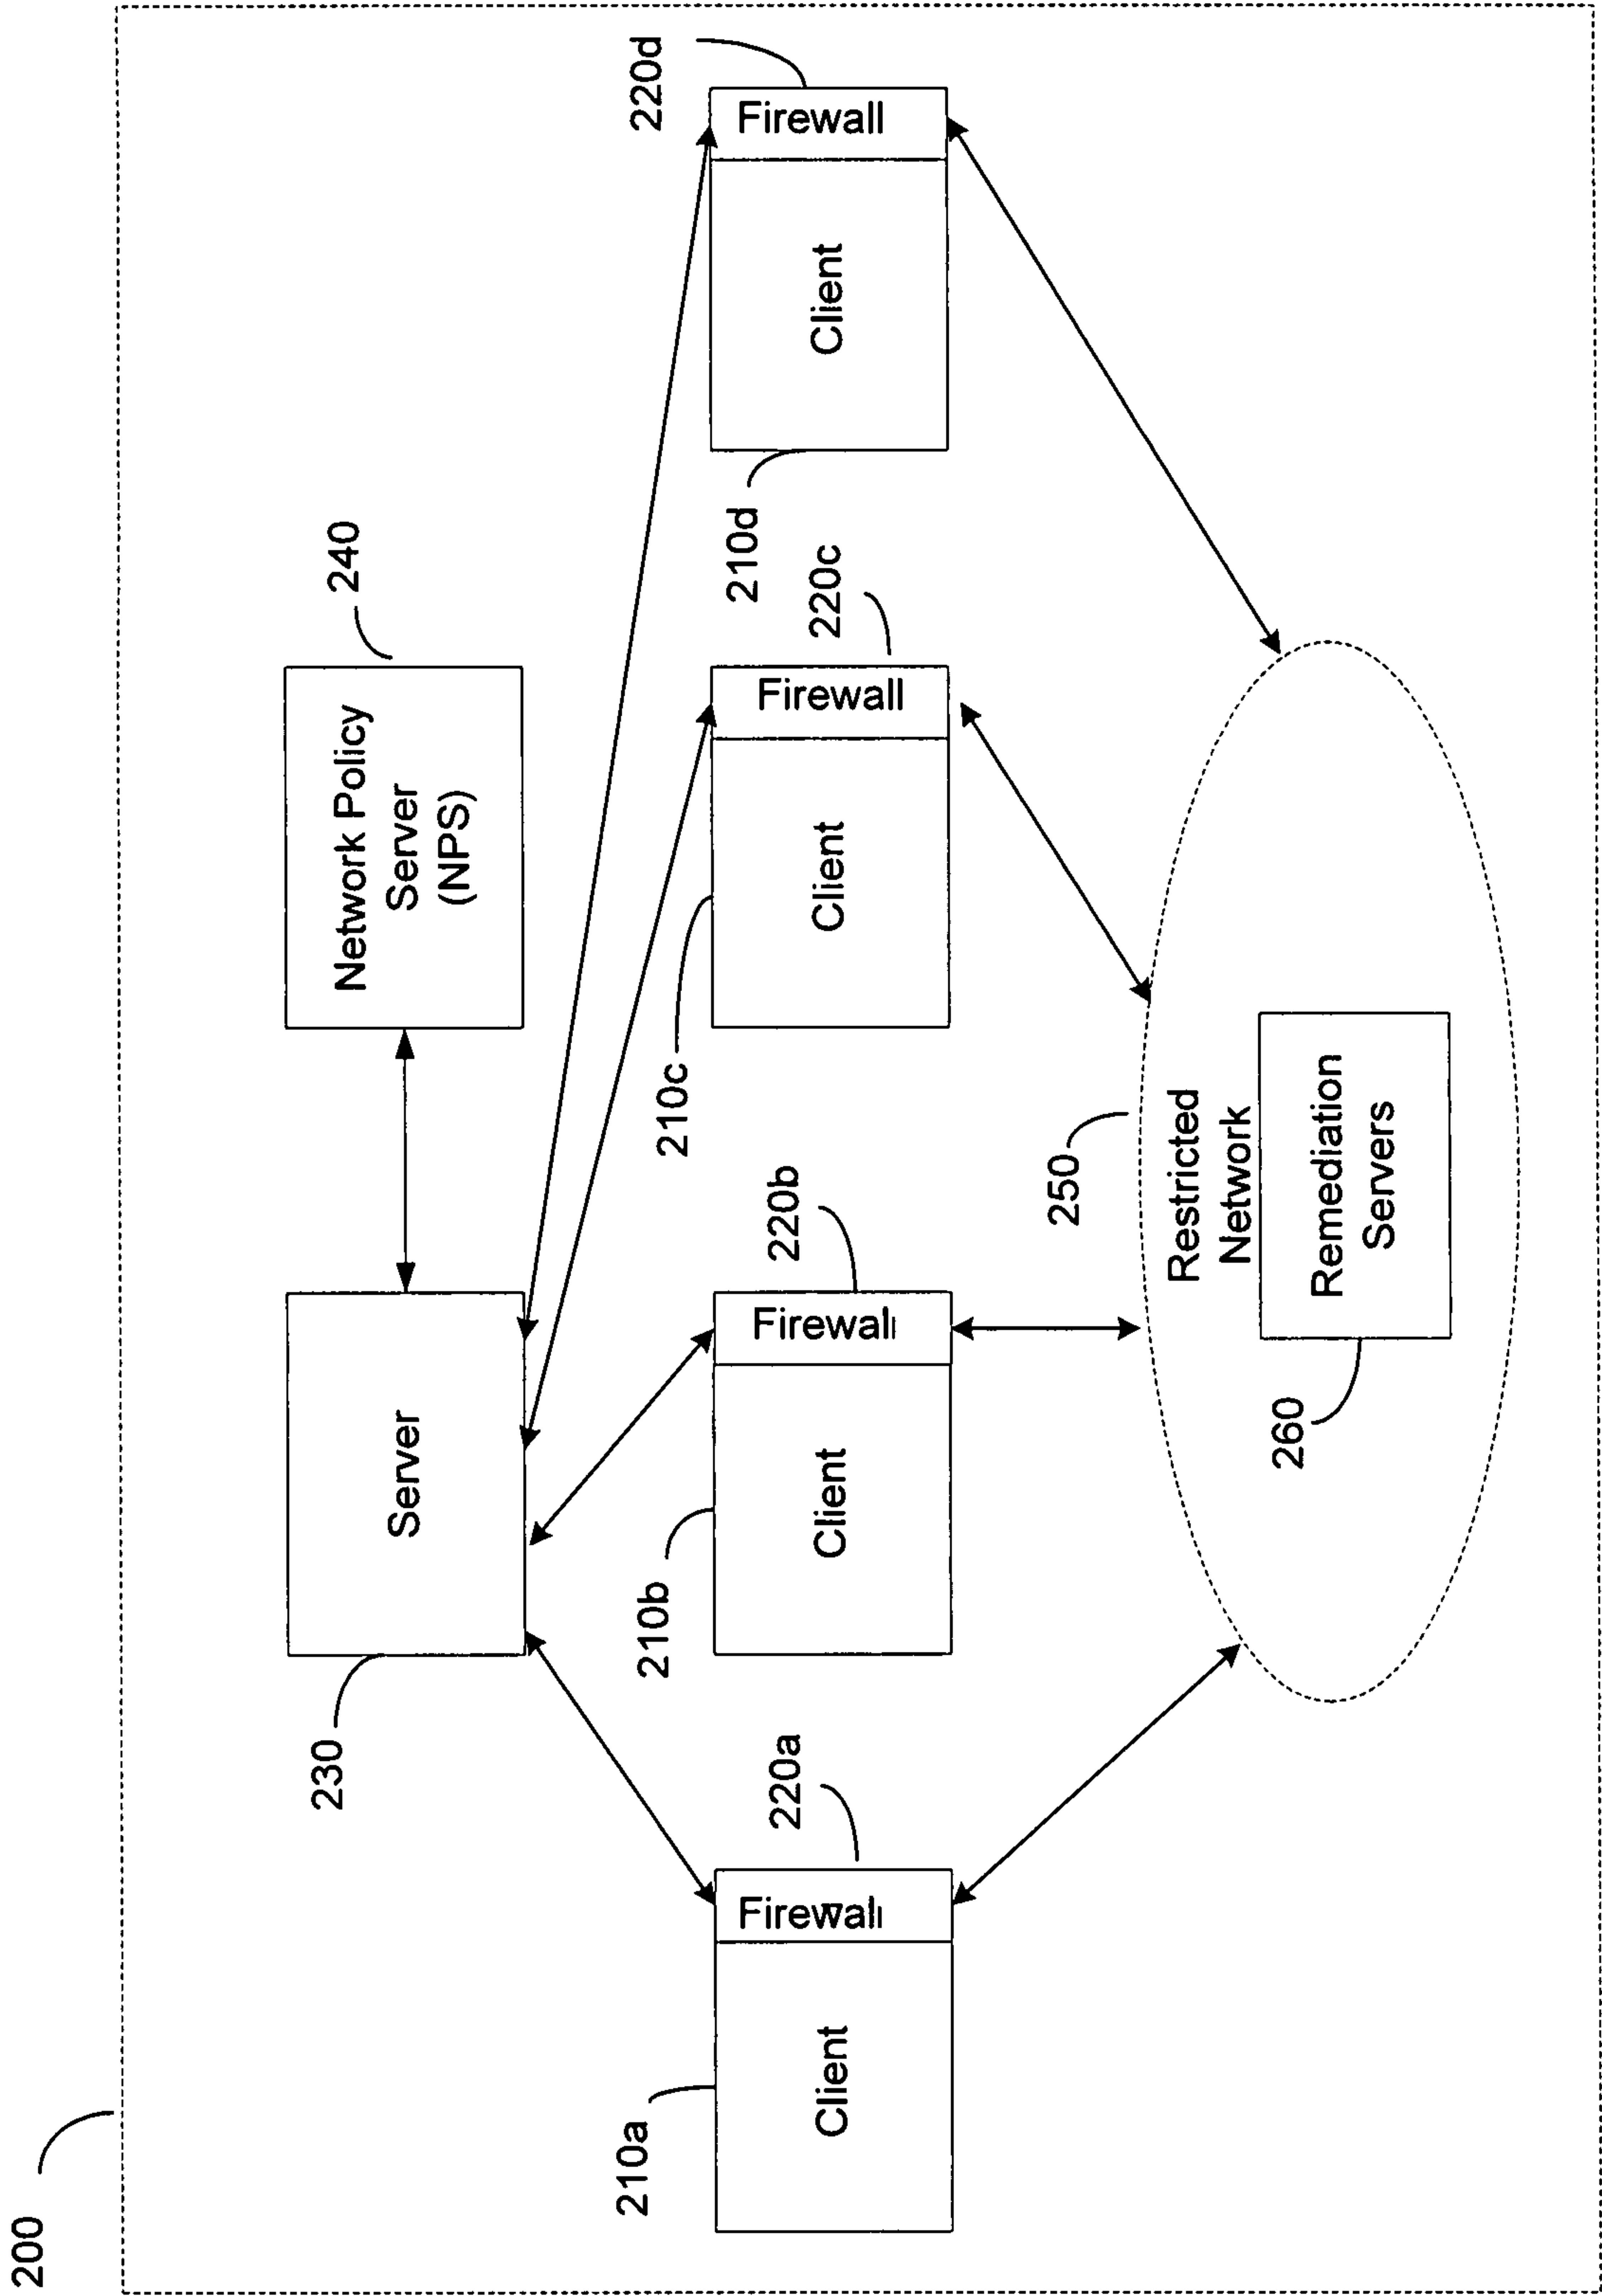 200
230
240
Server
Network Policy
Server
(NPS)
210a
220a
210b
220b
210c
220c
210d
220d
Client
Firewall
Client
Firewall
Client
Firewall
Client
Firewall
250
Restricted
Network
260
Remediation
Servers